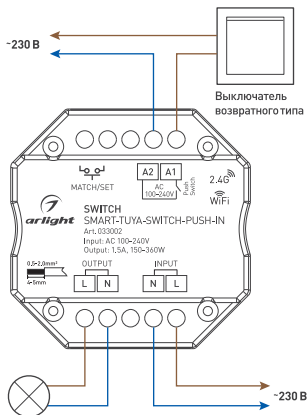 ~230 В
Выключатель
возвратного типа
A2 A1
AC
100-240V
Push
Switch
2.4G
WiFi
MATCH/SET
arlight
SWITCH
SMART-TUYA-SWITCH-PUSH-IN
Art. 033002
Input: AC 100-240V
Output: 1,5A, 150-360W
0,5-2,0mm²
4-5mm
OUTPUT INPUT
L N N L
~230 В